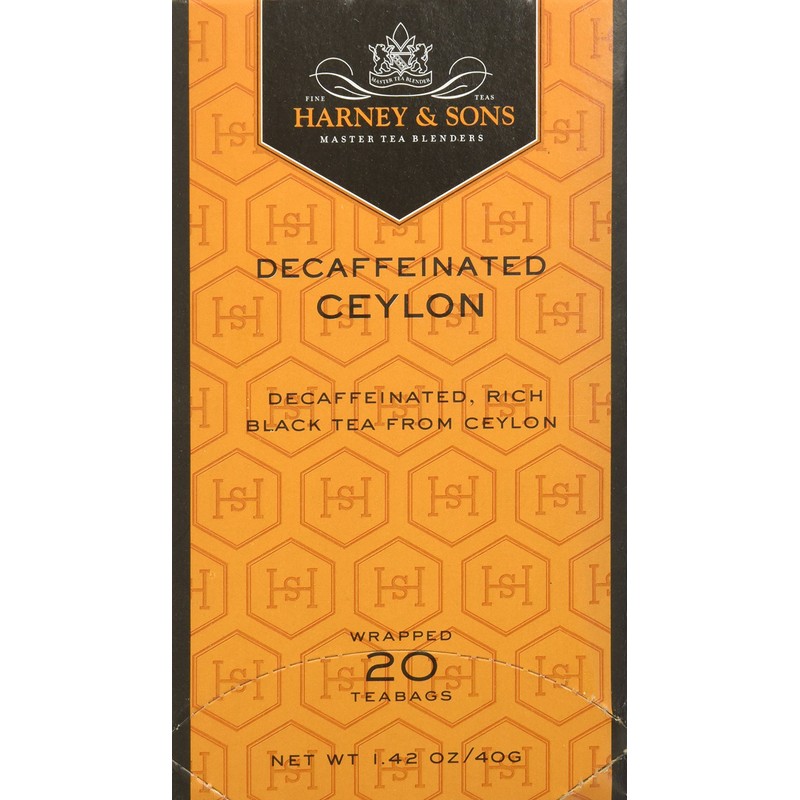 MASTER TEA BLENDER
FINE TEAS
HARNEY & SONS
MASTER TEA BLENDERS
DECAFFEINATED
CEYLON
DECAFFEINATED, RICH
BLACK TEA FROM CEYLON
WRAPPED
20
TEABAGS
NET WT 1.42 OZ/40G